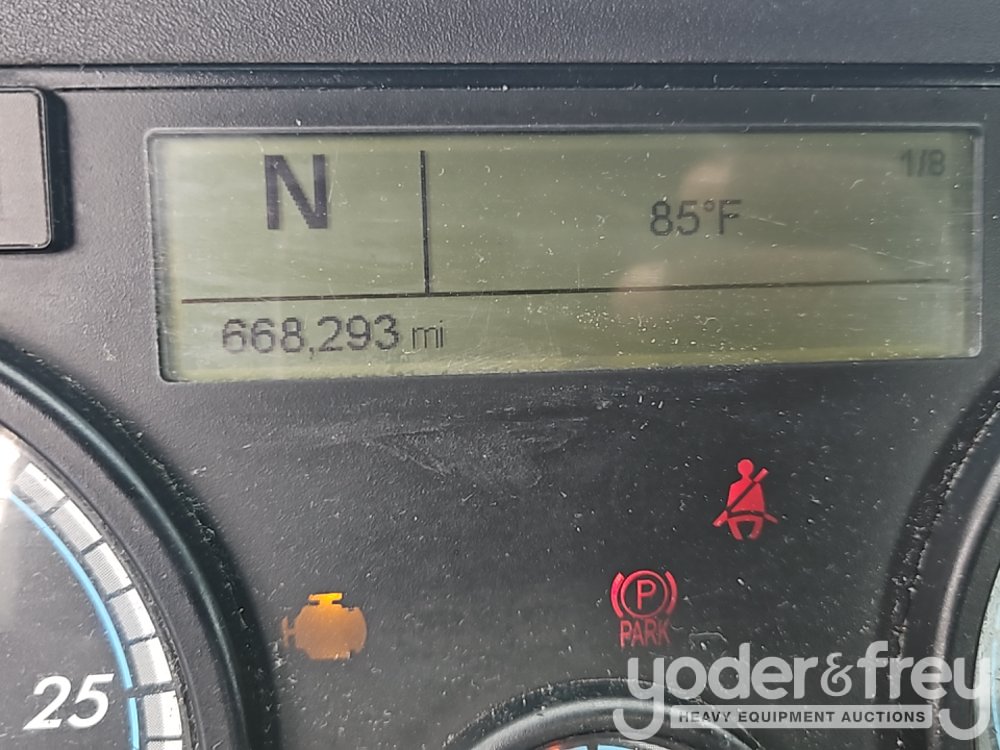 N
85°F
1/8
668,293 mi
P
PARK
25
yoder&frey
HEAVY EQUIPMENT AUCTIONS